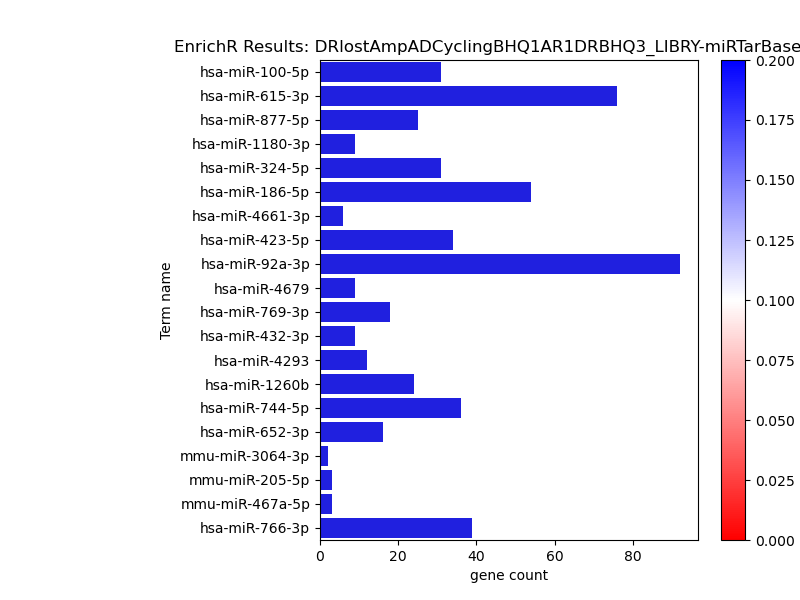 EnrichR Results: DRlostAmpADCyclingBHQ1AR1DRBHQ3_LIBRY-miRTarBase
hsa-miR-100-5p
hsa-miR-615-3p
hsa-miR-877-5p
hsa-miR-1180-3p
hsa-miR-324-5p
hsa-miR-186-5p
hsa-miR-4661-3p
hsa-miR-423-5p
hsa-miR-92a-3p
hsa-miR-4679
hsa-miR-769-3p
hsa-miR-432-3p
hsa-miR-4293
hsa-miR-1260b
hsa-miR-744-5p
hsa-miR-652-3p
mmu-miR-3064-3p
mmu-miR-205-5p
mmu-miR-467a-5p
hsa-miR-766-3p
Term name
0 20 40 60 80
gene count
0.200
0.175
0.150
0.125
0.100
0.075
0.050
0.025
0.000